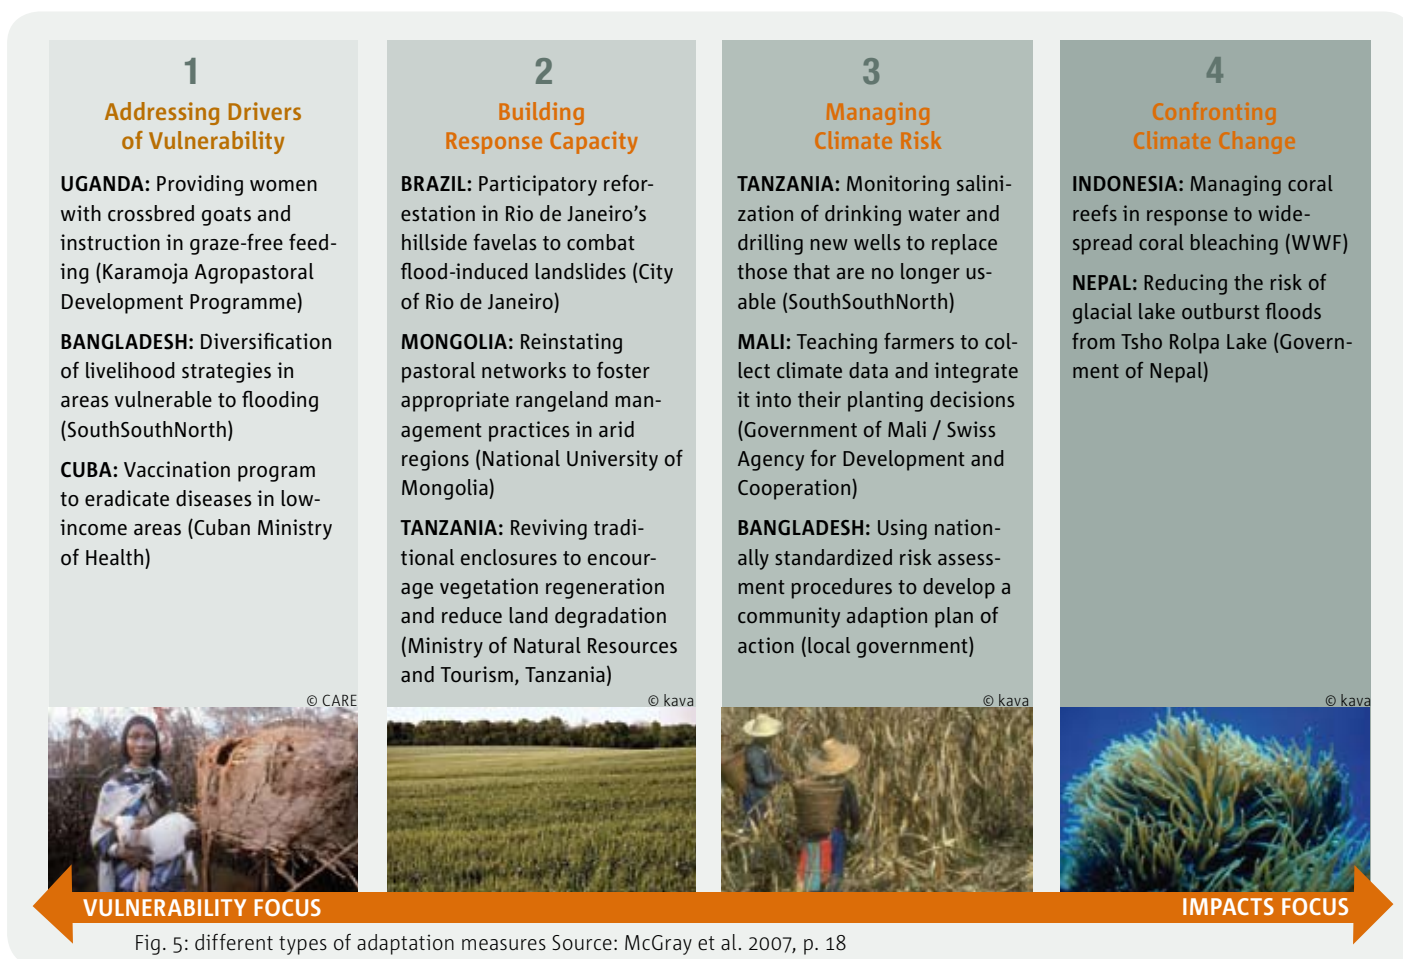 1
Addressing Drivers
of Vulnerability
UGANDA: Providing women
with crossbred goats and
instruction in graze-free feed-
ing (Karamoja Agropastoral
Development Programme)
BANGLADESH: Diversification
of livelihood strategies in
areas vulnerable to flooding
(SouthSouthNorth)
CUBA: Vaccination program
to eradicate diseases in low-
income areas (Cuban Ministry
of Health)
© CARE
2
Building
Response Capacity
BRAZIL: Participatory refor-
estation in Rio de Janeiro's
hillside favelas to combat
flood-induced landslides (City
of Rio de Janeiro)
MONGOLIA: Reinstating
pastoral networks to foster
appropriate rangeland man-
agement practices in arid
regions (National University of
Mongolia)
TANZANIA: Reviving tradi-
tional enclosures to encour-
age vegetation regeneration
and reduce land degradation
(Ministry of Natural Resources
and Tourism, Tanzania)
© kava
3
Managing
Climate Risk
TANZANIA: Monitoring salini-
zation of drinking water and
drilling new wells to replace
those that are no longer us-
able (SouthSouthNorth)
MALI: Teaching farmers to col-
lect climate data and integrate
it into their planting decisions
(Government of Mali / Swiss
Agency for Development and
Cooperation)
BANGLADESH: Using nation-
ally standardized risk assess-
ment procedures to develop a
community adaption plan of
action (local government)
© kava
4
Confronting
Climate Change
INDONESIA: Managing coral
reefs in response to wide-
spread coral bleaching (WWF)
NEPAL: Reducing the risk of
glacial lake outburst floods
from Tsho Rolpa Lake (Govern-
ment of Nepal)
© kava
VULNERABILITY FOCUS
IMPACTS FOCUS
Fig. 5: different types of adaptation measures Source: McGray et al. 2007, p. 18